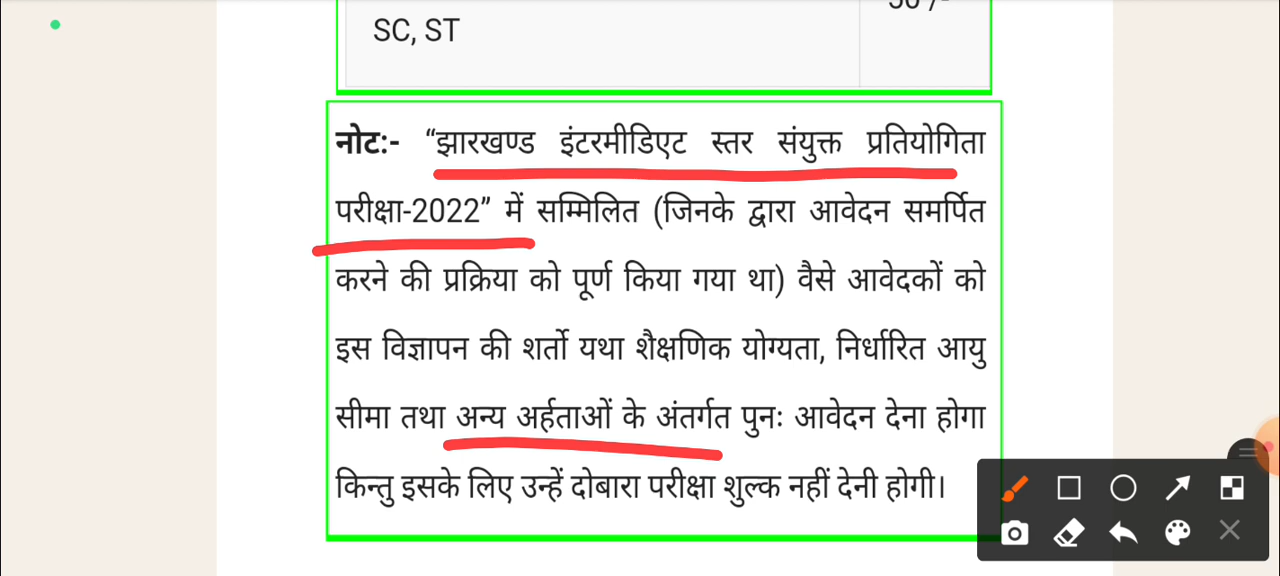 SC, ST
50 /-
नोट:- “झारखण्ड इंटरमीडिएट स्तर संयुक्त प्रतियोगिता
परीक्षा-2022” में सम्मिलित (जिनके द्वारा आवेदन समर्पित
करने की प्रक्रिया को पूर्ण किया गया था) वैसे आवेदकों को
इस विज्ञापन की शर्तो यथा शैक्षणिक योग्यता, निर्धारित आयु
सीमा तथा अन्य अर्हताओं के अंतर्गत पुनः आवेदन देना होगा
किन्तु इसके लिए उन्हें दोबारा परीक्षा शुल्क नहीं देनी होगी।